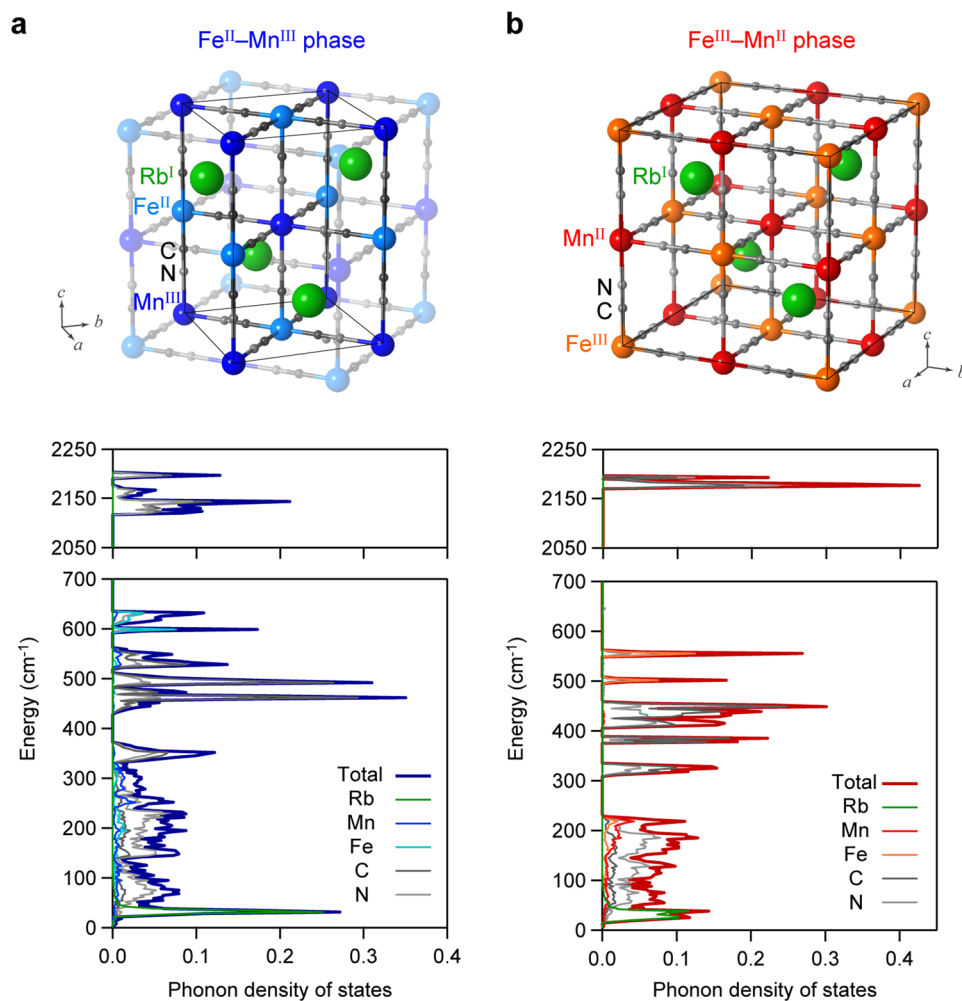 a
Fe^II–Mn^III phase
Rb^I
Fe^II
C
N
Mn^III
c
b
a
b
Fe^III–Mn^II phase
Rb^I
Mn^II
N
C
Fe^III
c
a
b
2250
2150
2050
700
600
500
400
300
200
100
0
Energy (cm⁻¹)
Total
Rb
Mn
Fe
C
N
0.0 0.1 0.2 0.3 0.4
Phonon density of states
2250
2150
2050
700
600
500
400
300
200
100
0
Energy (cm⁻¹)
Total
Rb
Mn
Fe
C
N
0.0 0.1 0.2 0.3 0.4
Phonon density of states